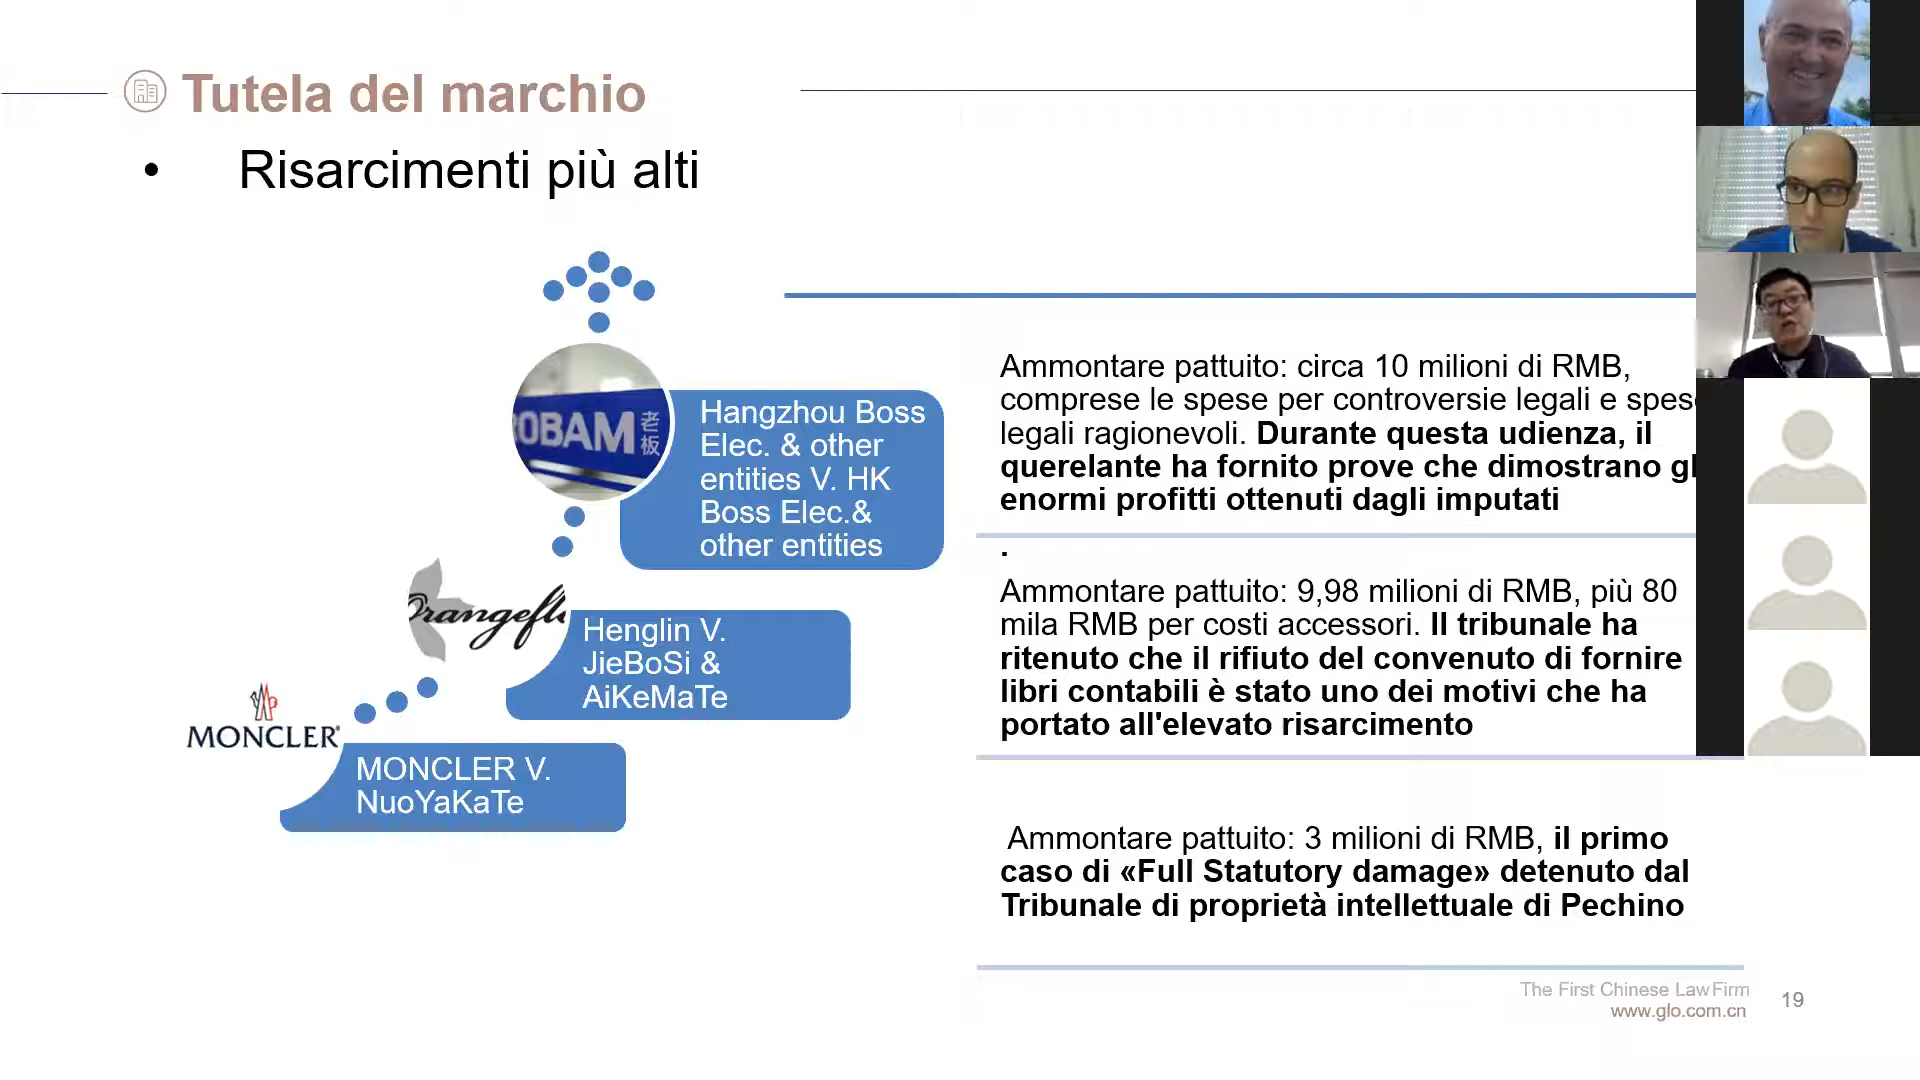 Tutela del marchio
• Risarcimenti più alti
OBAM
老板
Hangzhou Boss
Elec. & other
entities V. HK
Boss Elec.&
other entities
Ammontare pattuito: circa 10 milioni di RMB,
comprese le spese per controversie legali e spes
legali ragionevoli. Durante questa udienza, il
querelante ha fornito prove che dimostrano gl
enormi profitti ottenuti dagli imputati
.
Orangefl
Henglin V.
JieBoSi &
AiKeMaTe
Ammontare pattuito: 9,98 milioni di RMB, più 80
mila RMB per costi accessori. Il tribunale ha
ritenuto che il rifiuto del convenuto di fornire
libri contabili è stato uno dei motivi che ha
portato all'elevato risarcimento
MONCLER
MONCLER V.
NuoYaKaTe
Ammontare pattuito: 3 milioni di RMB, il primo
caso di «Full Statutory damage» detenuto dal
Tribunale di proprietà intellettuale di Pechino
The First Chinese Law Firm
www.glo.com.cn
19